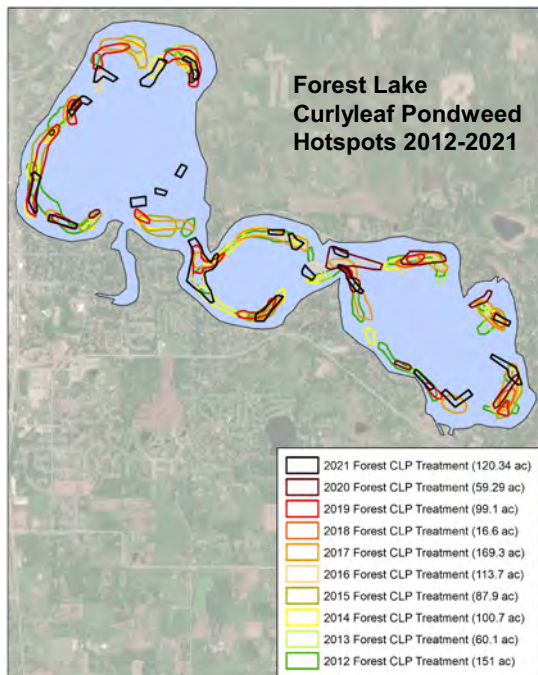 Forest Lake
Curlyleaf Pondweed
Hotspots 2012-2021
2021 Forest CLP Treatment (120.34 ac)
2020 Forest CLP Treatment (59.29 ac)
2019 Forest CLP Treatment (99.1 ac)
2018 Forest CLP Treatment (16.6 ac)
2017 Forest CLP Treatment (169.3 ac)
2016 Forest CLP Treatment (113.7 ac)
2015 Forest CLP Treatment (87.9 ac)
2014 Forest CLP Treatment (100.7 ac)
2013 Forest CLP Treatment (60.1 ac)
2012 Forest CLP Treatment (151 ac)